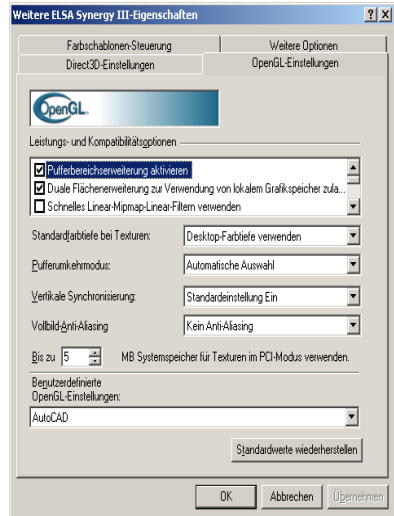 Weitere ELSA Synergy III-Eigenschaften
Farbschablonen-Steuerung
Weitere Optionen
Direct3D-Einstellungen
OpenGL-Einstellungen
OpenGL.
Leistungs- und Kompatibilitätsoptionen
Pufferbereichserweiterung aktivieren
Duale Flächenerweiterung zur Verwendung von lokalem Grafikspeicher zula...
Schnelles Linear-Mipmap-Linear-Filtern verwenden
Standardfarbtiefe bei Texturen: Desktop-Farbtiefe verwenden
Pufferumkehrmodus: Automatische Auswahl
Vertikale Synchronisierung: Standardeinstellung Ein
Vollbild-Anti-Aliasing Kein Anti-Aliasing
Bis zu 5 MB Systemspeicher für Texturen im PCI-Modus verwenden.
Benutzerdefinierte
OpenGL-Einstellungen:
AutoCAD
Standardwerte wiederherstellen
OK Abbrechen Übernehmen